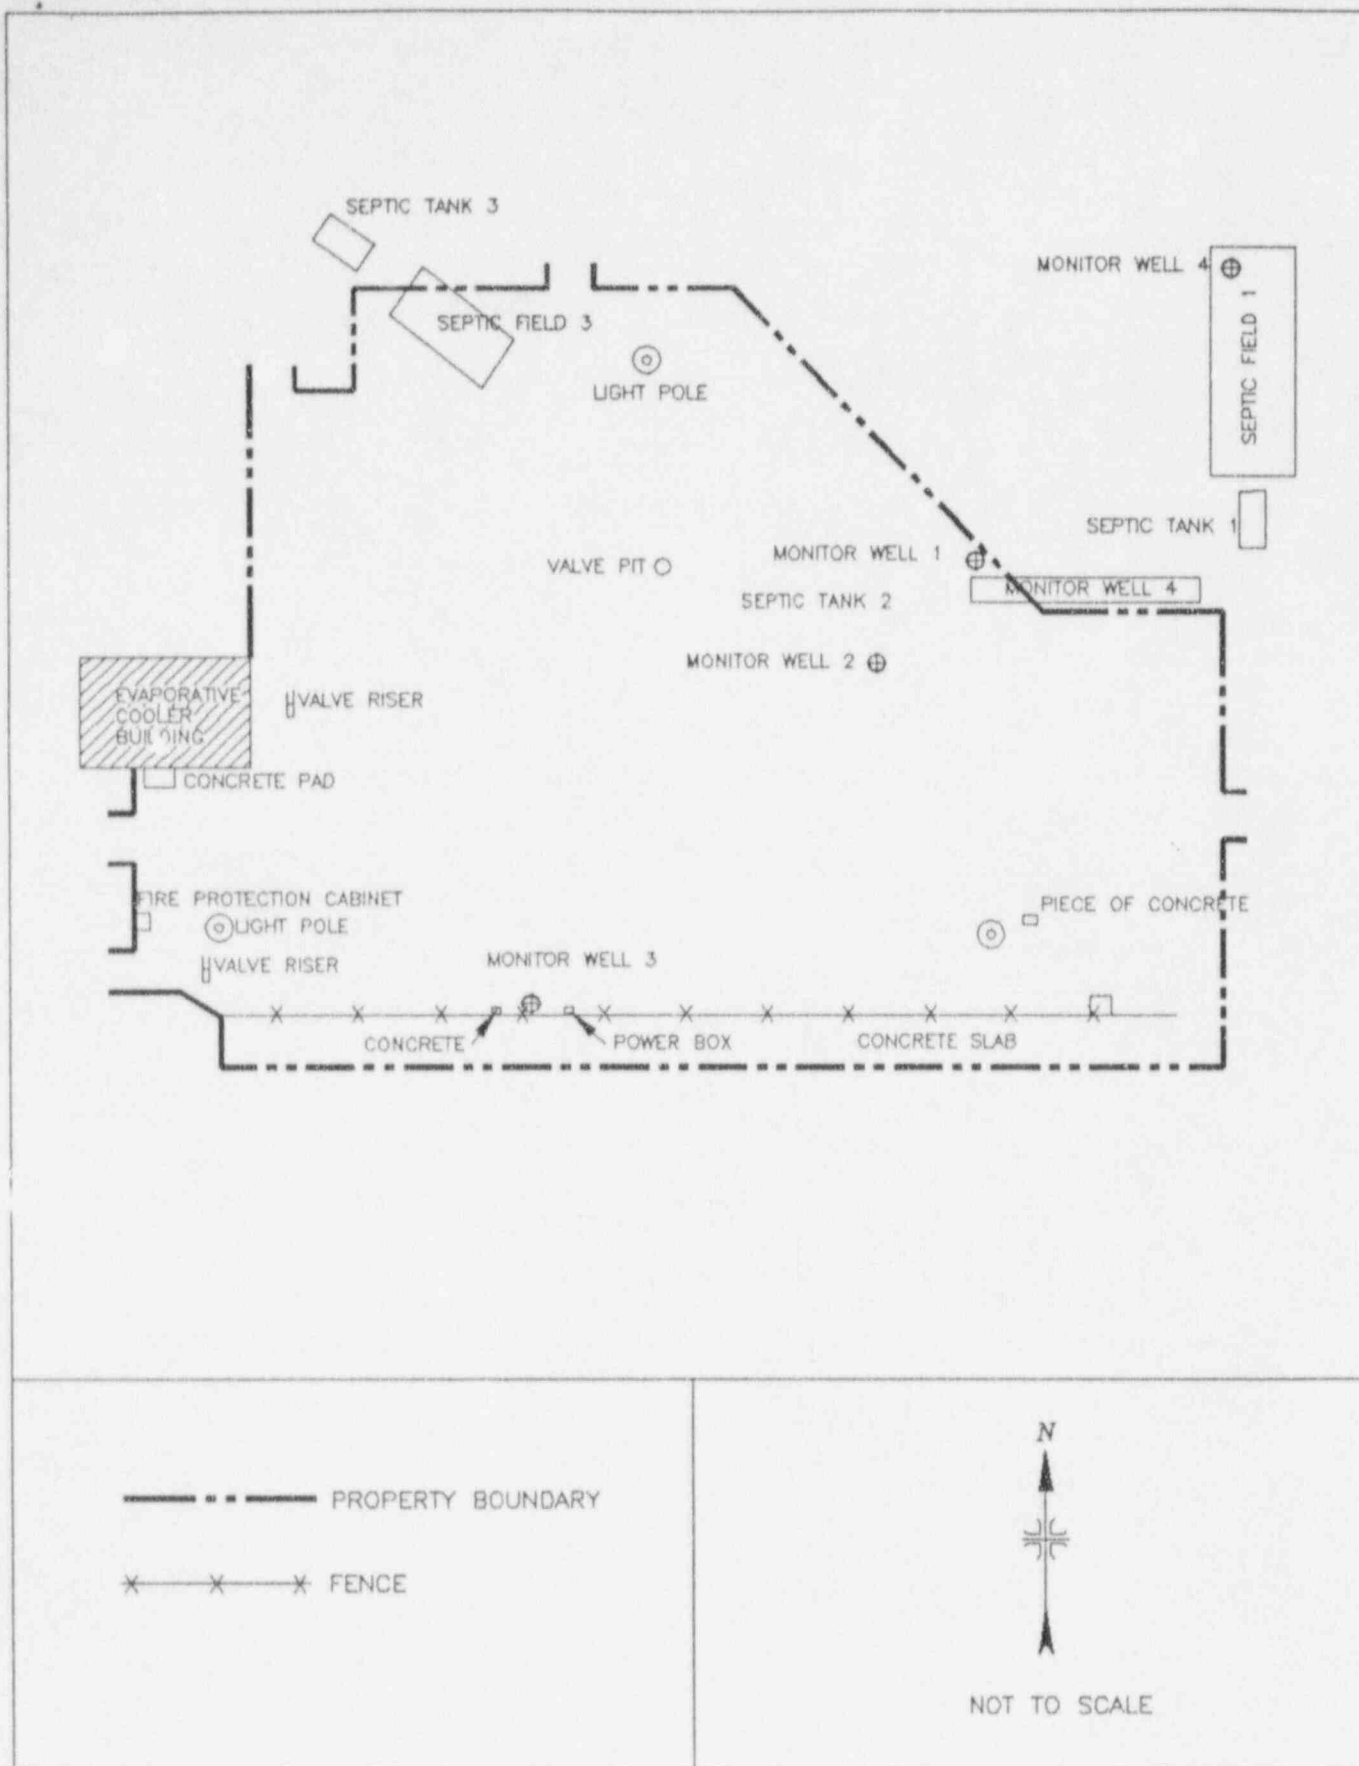 SEPTIC TANK 3
MONITOR WELL 4
SEPTIC FIELD 3
SEPTIC FIELD 1
LIGHT POLE
SEPTIC TANK 1
MONITOR WELL 1
VALVE PIT
MONITOR WELL 4
SEPTIC TANK 2
MONITOR WELL 2
EVAPORATIVE
COOLER
BUILDING
VALVE RISER
CONCRETE PAD
FIRE PROTECTION CABINET
PIECE OF CONCRETE
LIGHT POLE
MONITOR WELL 3
VALVE RISER
CONCRETE
POWER BOX
CONCRETE SLAB
N
PROPERTY BOUNDARY
FENCE
NOT TO SCALE